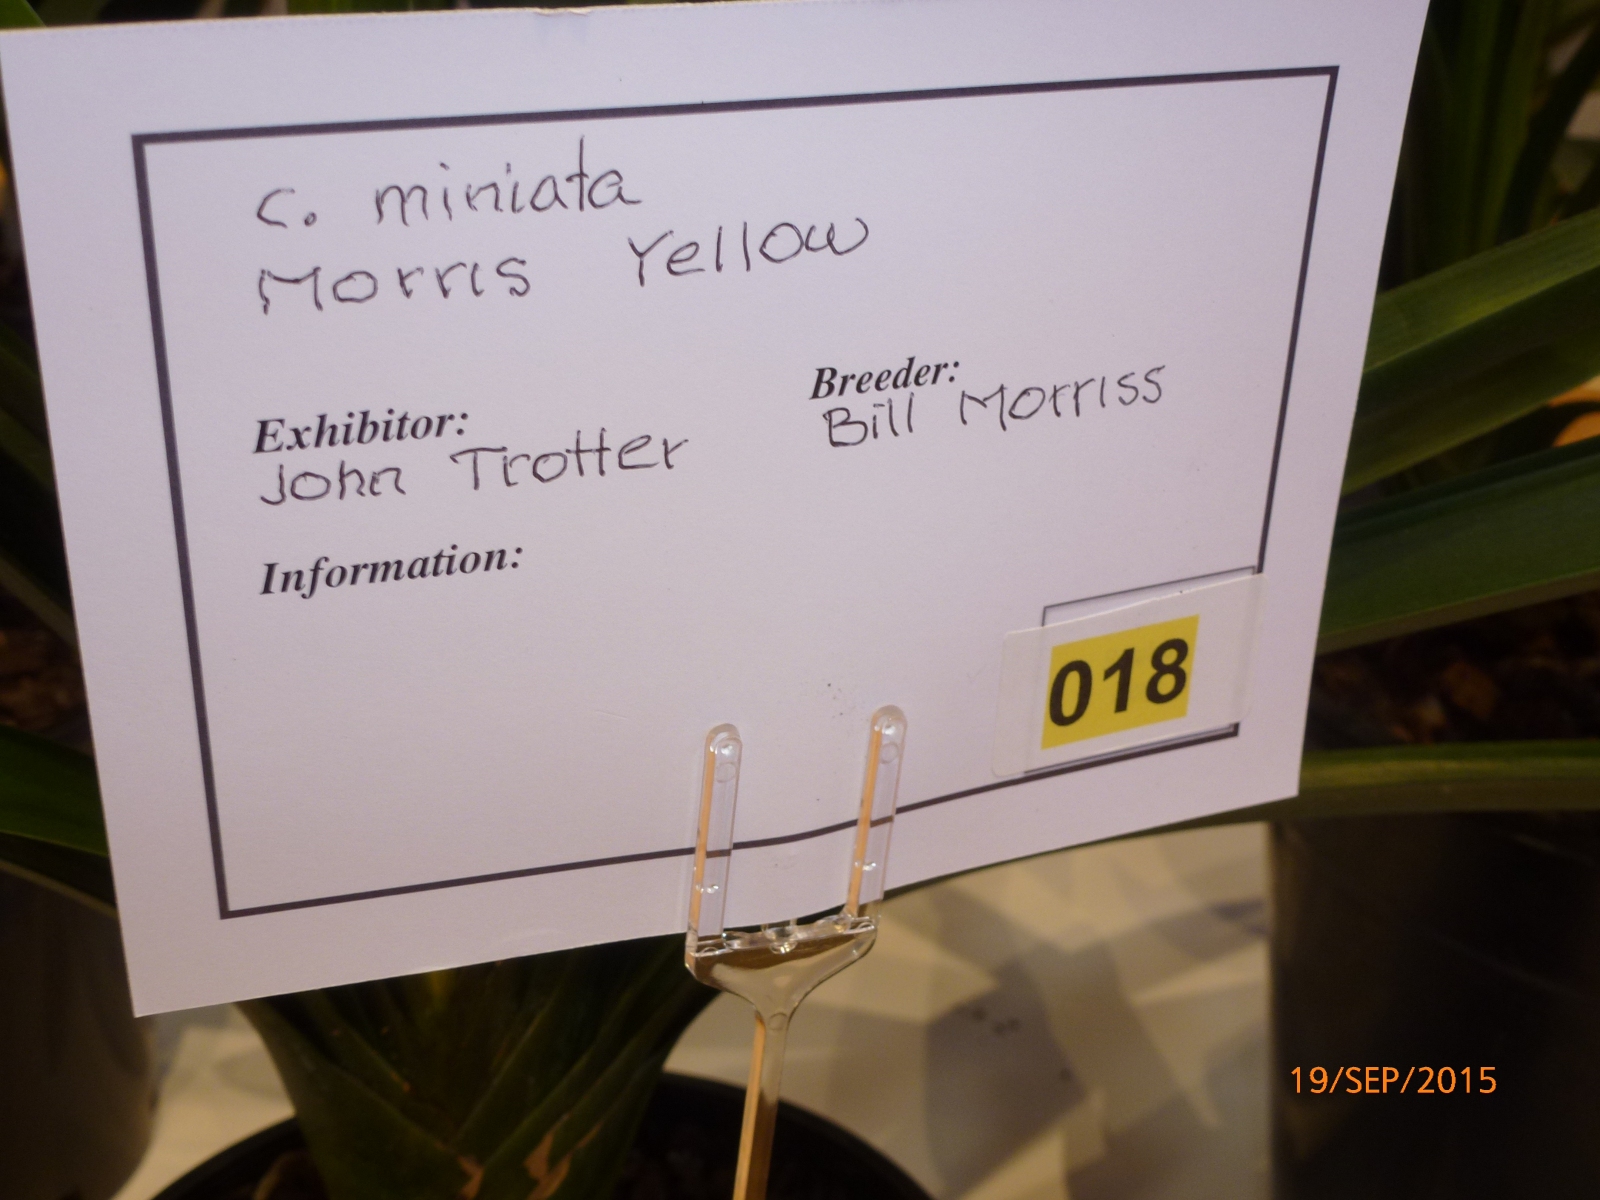 C. miniata
Morris Yellow
Exhibitor:
John Trotter
Breeder:
Bill Morriss
Information:
018
19/SEP/2015